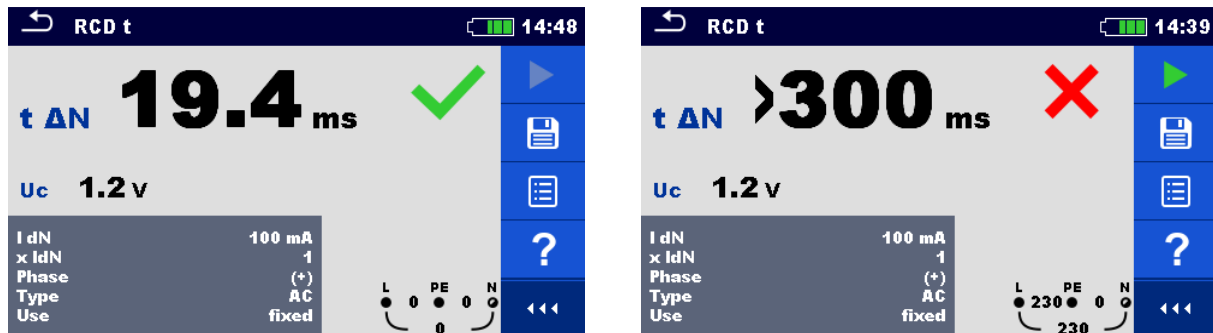 RCD t 14:48
t ΔN 19.4 ms
Uc 1.2 V
I dN 100 mA
x IdN 1
Phase (+)
Type AC
Use fixed
L PE N
0 0
0
?
RCD t 14:39
t ΔN >300 ms
Uc 1.2 V
I dN 100 mA
x IdN 1
Phase (+)
Type AC
Use fixed
L PE N
230 0
230
?